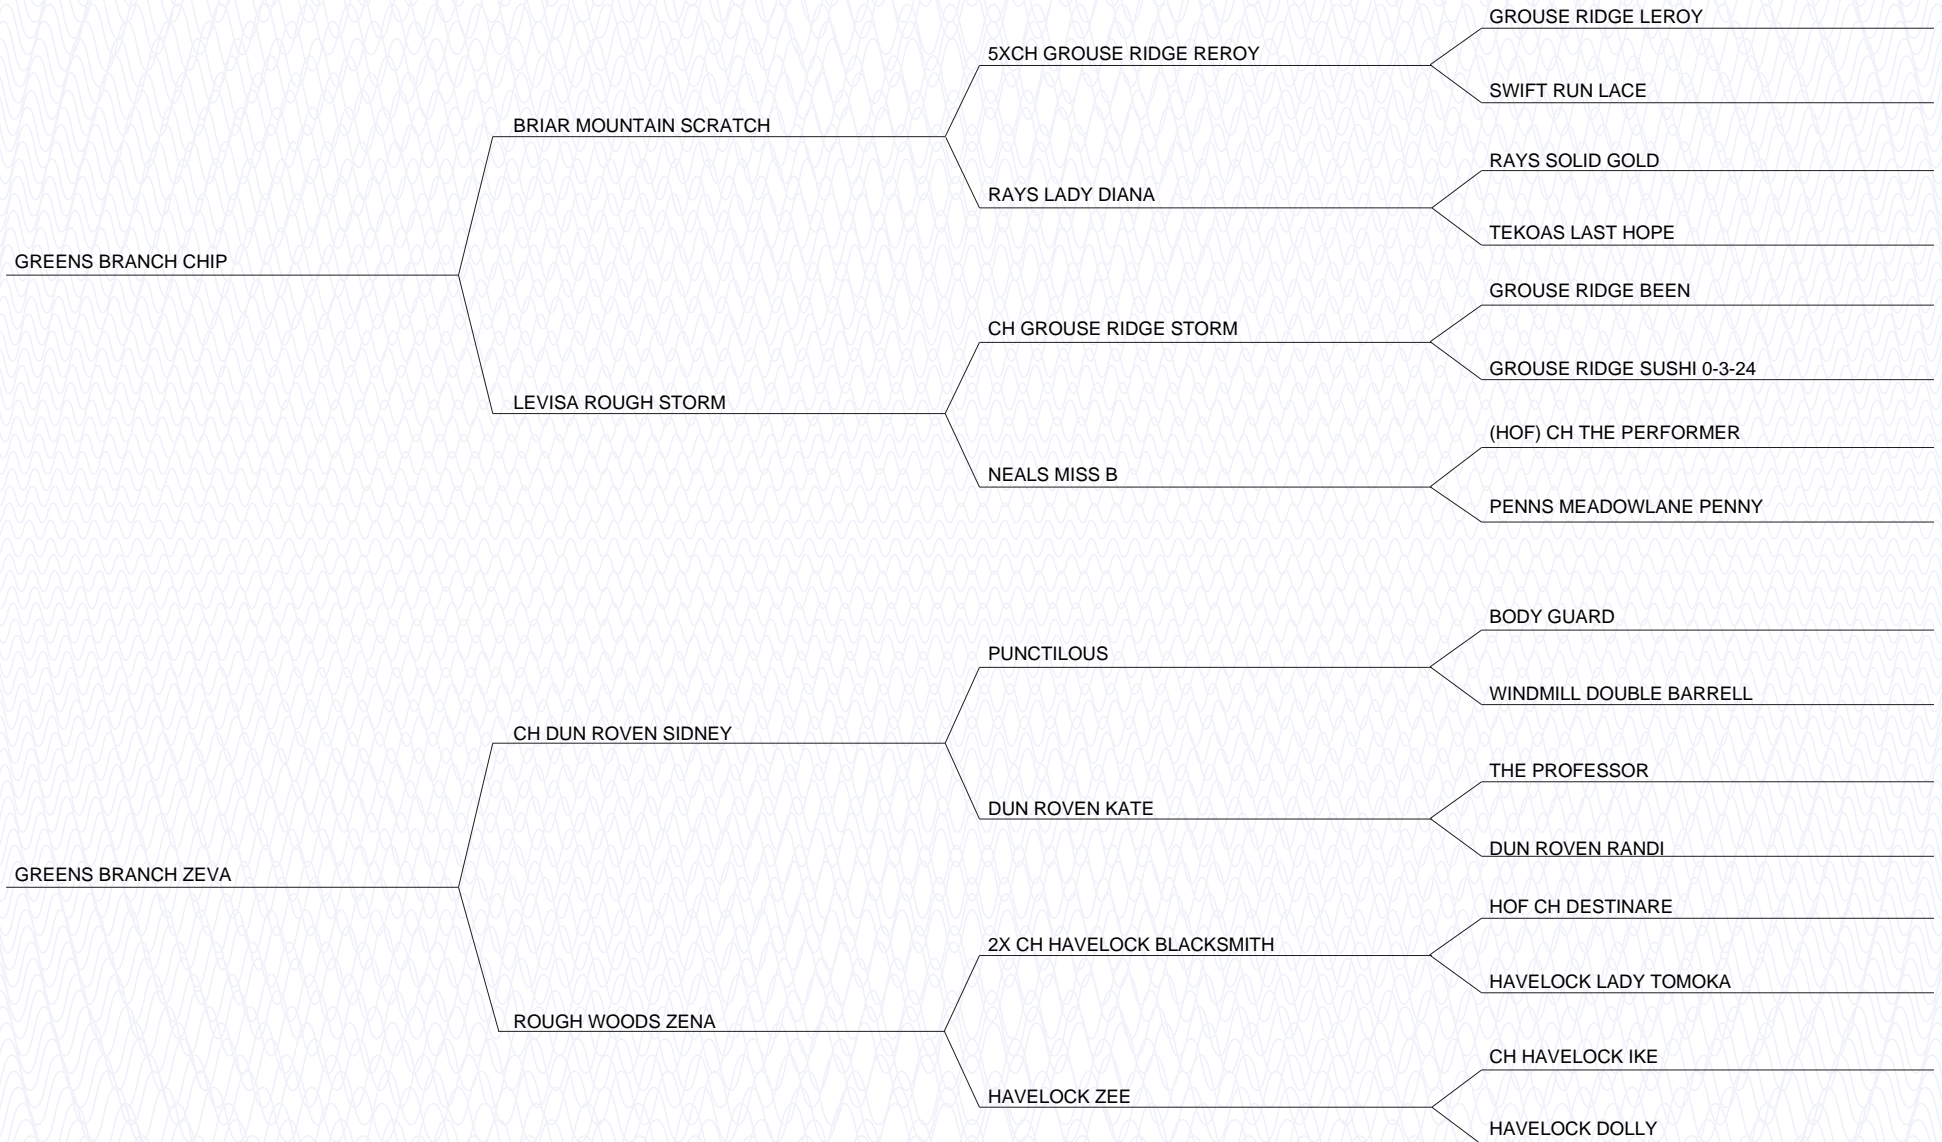 GROUSE RIDGE LEROY
5XCH GROUSE RIDGE REROY
SWIFT RUN LACE
BRIAR MOUNTAIN SCRATCH
RAYS SOLID GOLD
RAYS LADY DIANA
TEKOAS LAST HOPE
GREENS BRANCH CHIP
GROUSE RIDGE BEEN
CH GROUSE RIDGE STORM
GROUSE RIDGE SUSHI 0-3-24
LEVISA ROUGH STORM
(HOF) CH THE PERFORMER
NEALS MISS B
PENNS MEADOWLANE PENNY
BODY GUARD
PUNCTILOUS
WINDMILL DOUBLE BARRELL
CH DUN ROVEN SIDNEY
THE PROFESSOR
DUN ROVEN KATE
DUN ROVEN RANDI
GREENS BRANCH ZEVA
HOF CH DESTINARE
2X CH HAVELOCK BLACKSMITH
HAVELOCK LADY TOMOKA
ROUGH WOODS ZENA
CH HAVELOCK IKE
HAVELOCK ZEE
HAVELOCK DOLLY